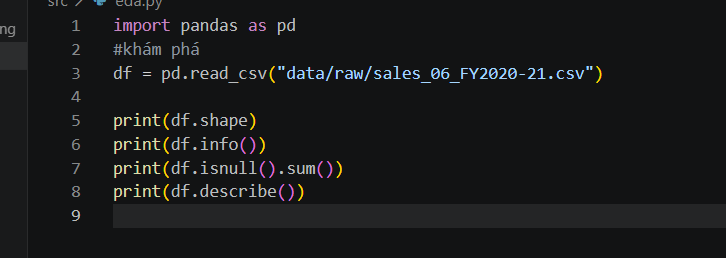 ng
src > eda.py
1 import pandas as pd
2 #khám phá
3 df = pd.read_csv("data/raw/sales_06_FY2020-21.csv")
4
5 print(df.shape)
6 print(df.info())
7 print(df.isnull().sum())
8 print(df.describe())
9